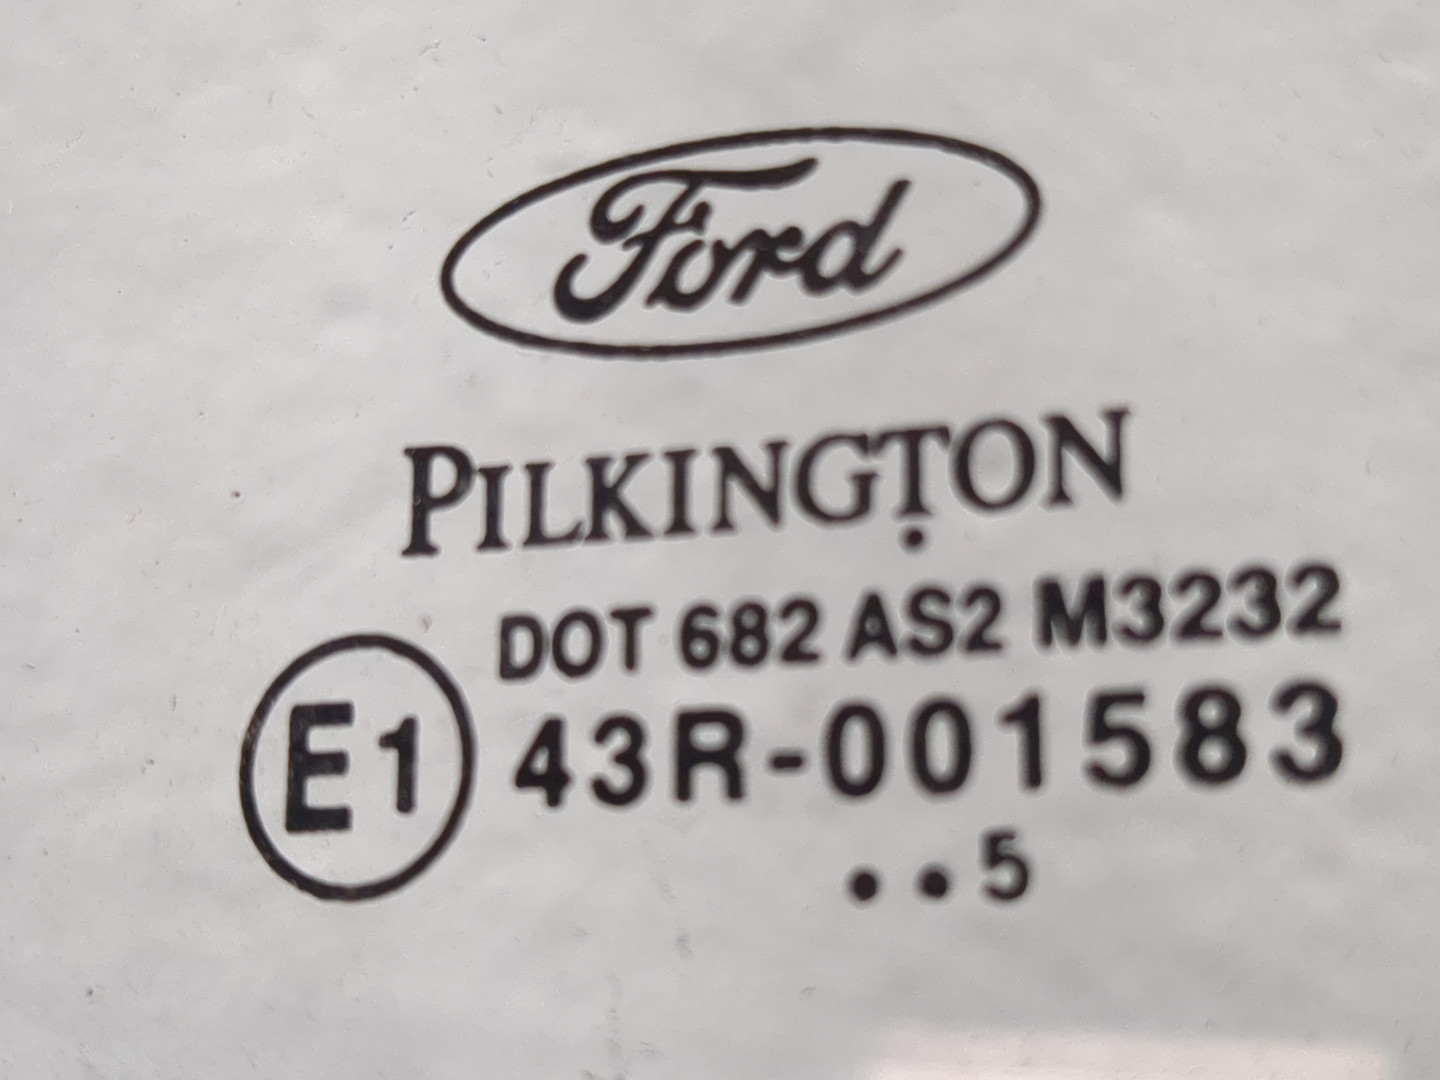 Ford
PILKINGTON
DOT 682 AS2 M3232
E1 43R-001583
..5